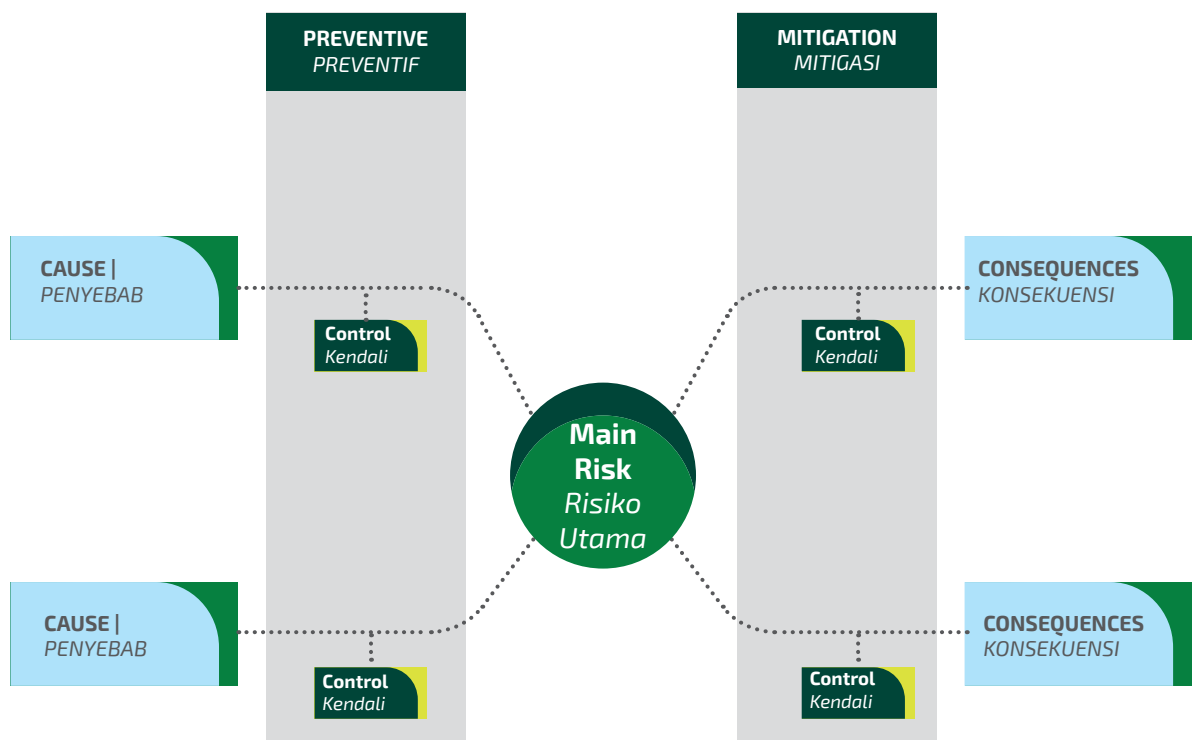 PREVENTIVE
PREVENTIF
MITIGATION
MITIGASI
CAUSE |
PENYEBAB
CONSEQUENCES
KONSEKUENSI
Control
Kendali
Control
Kendali
Main
Risk
Risiko
Utama
CAUSE |
PENYEBAB
CONSEQUENCES
KONSEKUENSI
Control
Kendali
Control
Kendali